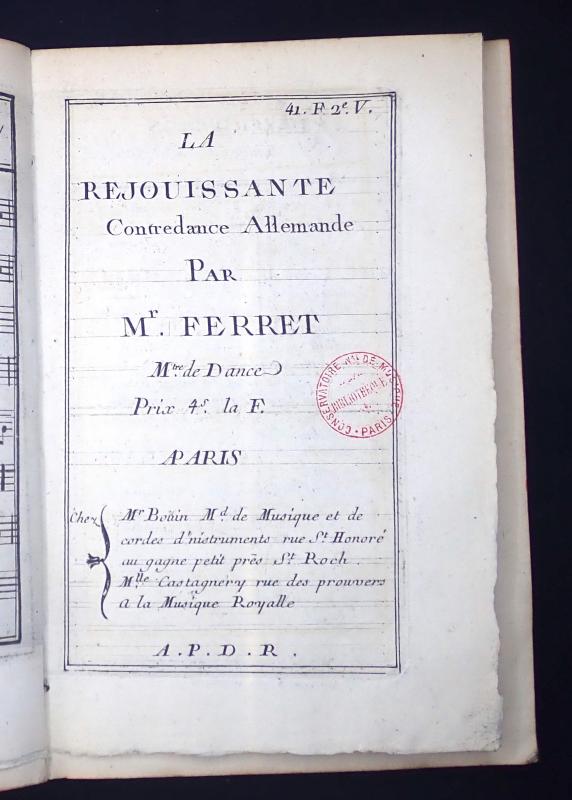 41. F. 2e. V.
LA
REJOUISSANTE
Contredance Allemande
PAR
Mr. FERRET
Mtre. de Dance
Prix 4s. la F.
A PARIS
Chez
Mr Bouin Md. de Musique et de
cordes d'nistruments rue St. Honoré
au gagne petit près St. Roch.
Mlle Castagnery rue des prouvers
a la Musique Royalle
A.P.D.R.
CONSERVATOIRE NAL DE MUSIQUE
BIBLIOTHEQUE
PARIS